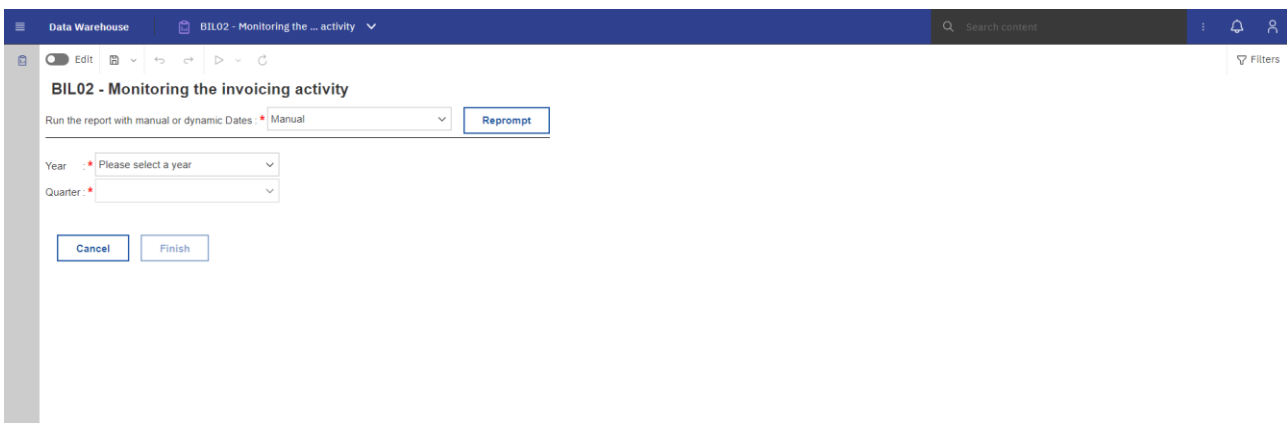 Data Warehouse BIL02 - Monitoring the ... activity Search content
Edit Filters
BIL02 - Monitoring the invoicing activity
Run the report with manual or dynamic Dates : * Manual Reprompt
Year : * Please select a year
Quarter : *
Cancel Finish